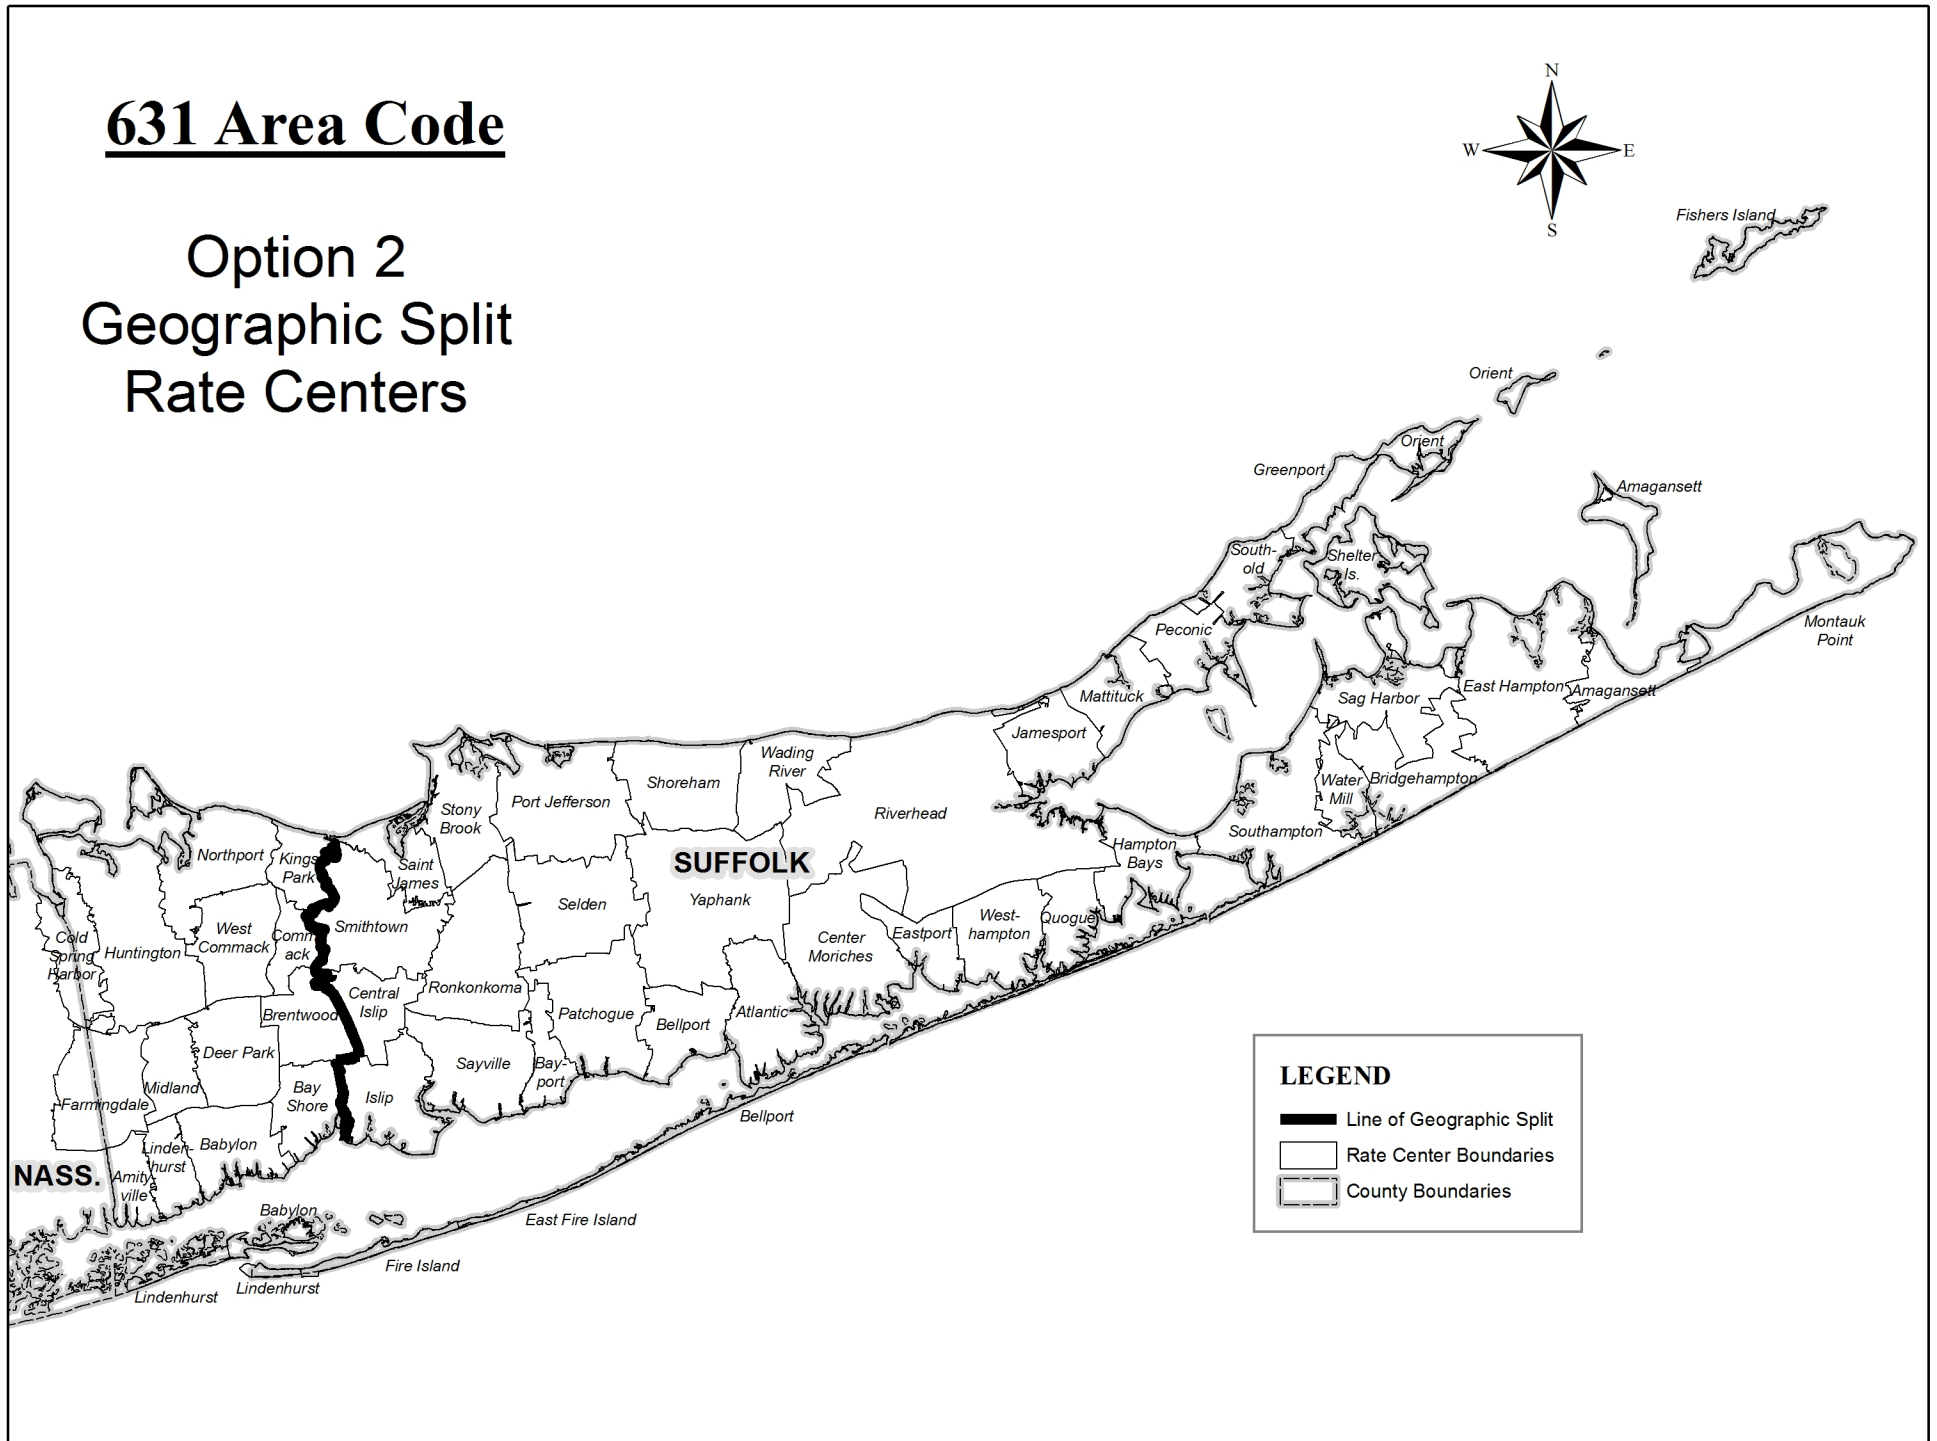 631 Area Code
Option 2
Geographic Split
Rate Centers
N
W
E
S
Fishers Island
Orient
Orient
Greenport
Amagansett
South-
old
Shelter
Is.
Peconic
Montauk
Point
Mattituck
Sag Harbor
East Hampton
Amagansett
Jamesport
Wading
River
Shoreham
Port Jefferson
Stony
Brook
Riverhead
Water
Mill
Bridgehampton
Southampton
Hampton
Bays
Northport
Kings
Park
Saint
James
SUFFOLK
Yaphank
Selden
Smithtown
West
Commack
Comm-
ack
Cold
Spring
Harbor
Huntington
Center
Moriches
Eastport
West-
hampton
Quogue
Central
Islip
Ronkonkoma
Brentwood
Patchogue
Bellport
Atlantic
Deer Park
Midland
Farmingdale
Bay
Shore
Islip
Sayville
Bay-
port
Bellport
Linden-
hurst
Babylon
NASS.
Amity-
ville
Babylon
East Fire Island
Fire Island
Lindenhurst
Lindenhurst
LEGEND
Line of Geographic Split
Rate Center Boundaries
County Boundaries